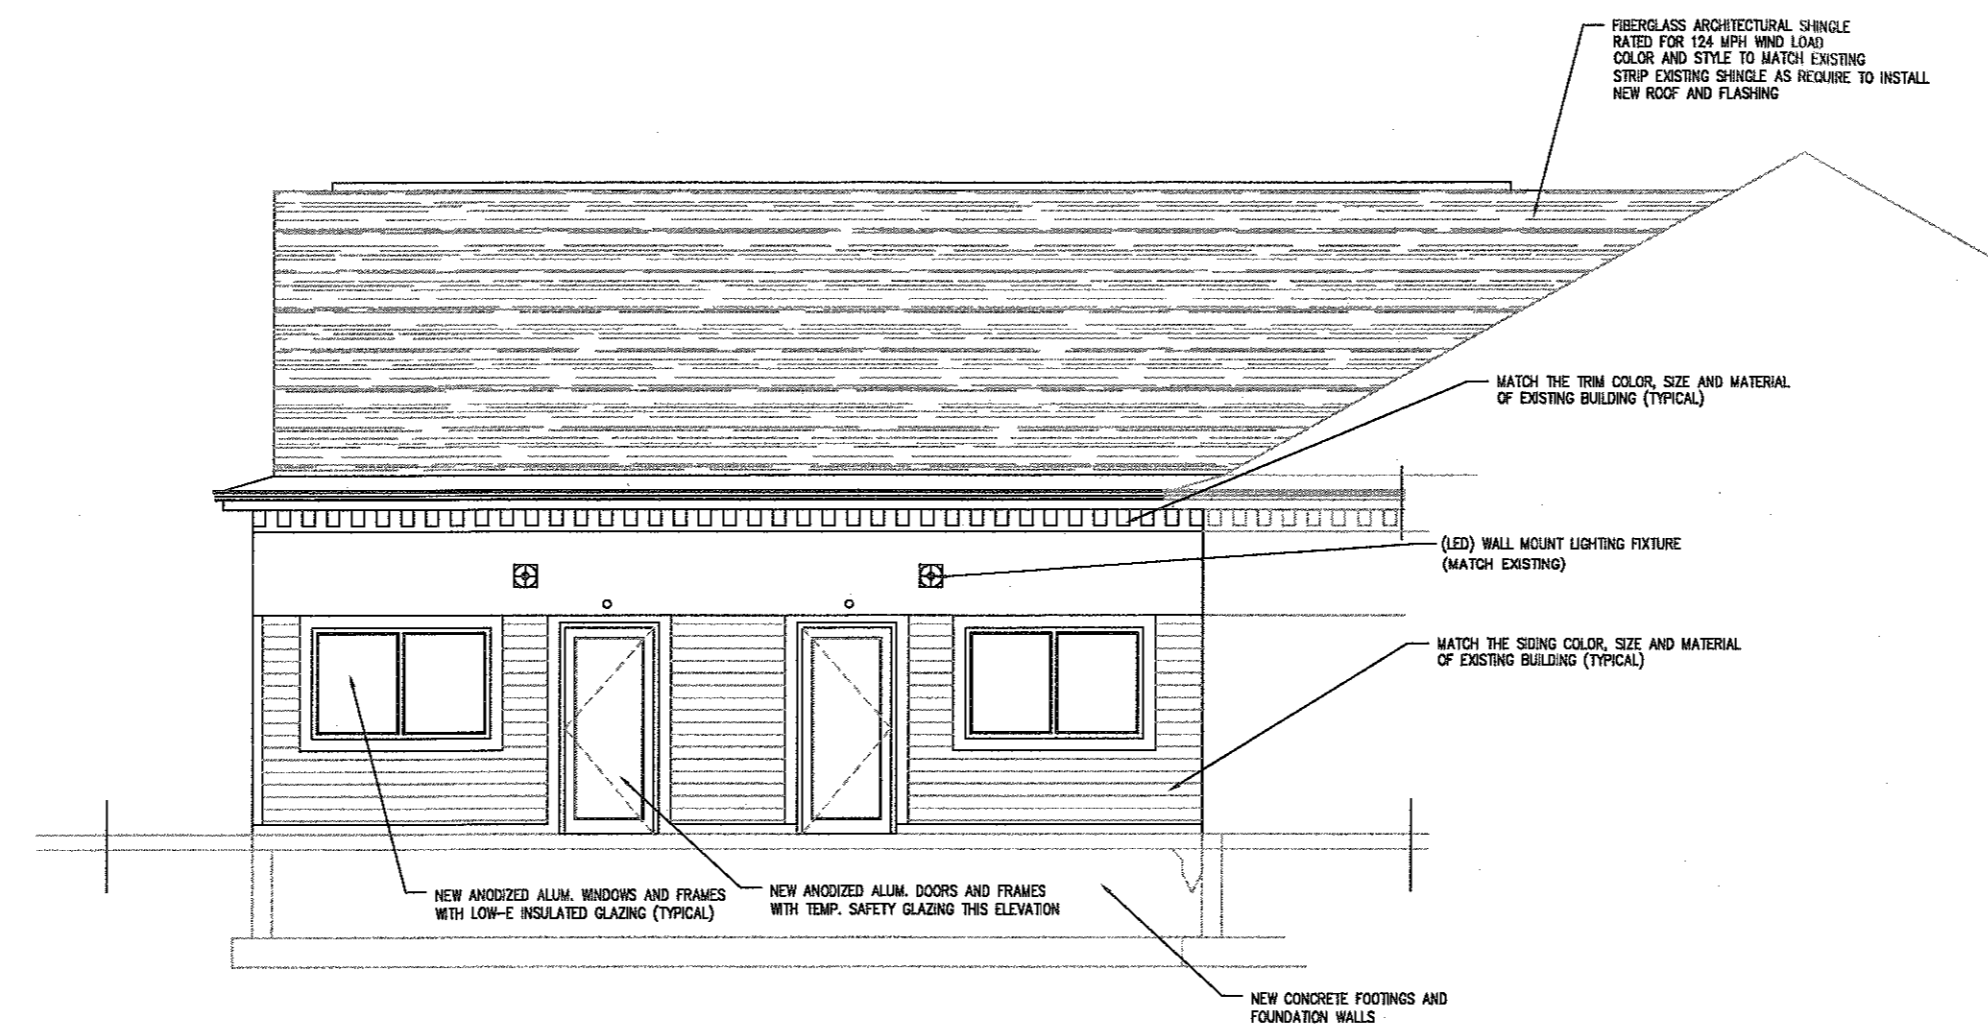 FIBERGLASS ARCHITECTURAL SHINGLE
RATED FOR 124 MPH WIND LOAD
COLOR AND STYLE TO MATCH EXISTING
STRIP EXISTING SHINGLE AS REQUIRE TO INSTALL
NEW ROOF AND FLASHING
MATCH THE TRIM COLOR, SIZE AND MATERIAL
OF EXISTING BUILDING (TYPICAL)
(LED) WALL MOUNT LIGHTING FIXTURE
(MATCH EXISTING)
MATCH THE SIDING COLOR, SIZE AND MATERIAL
OF EXISTING BUILDING (TYPICAL)
NEW ANODIZED ALUM. WINDOWS AND FRAMES
WITH LOW-E INSULATED GLAZING (TYPICAL)
NEW ANODIZED ALUM. DOORS AND FRAMES
WITH TEMP. SAFETY GLAZING THIS ELEVATION
NEW CONCRETE FOOTINGS AND
FOUNDATION WALLS